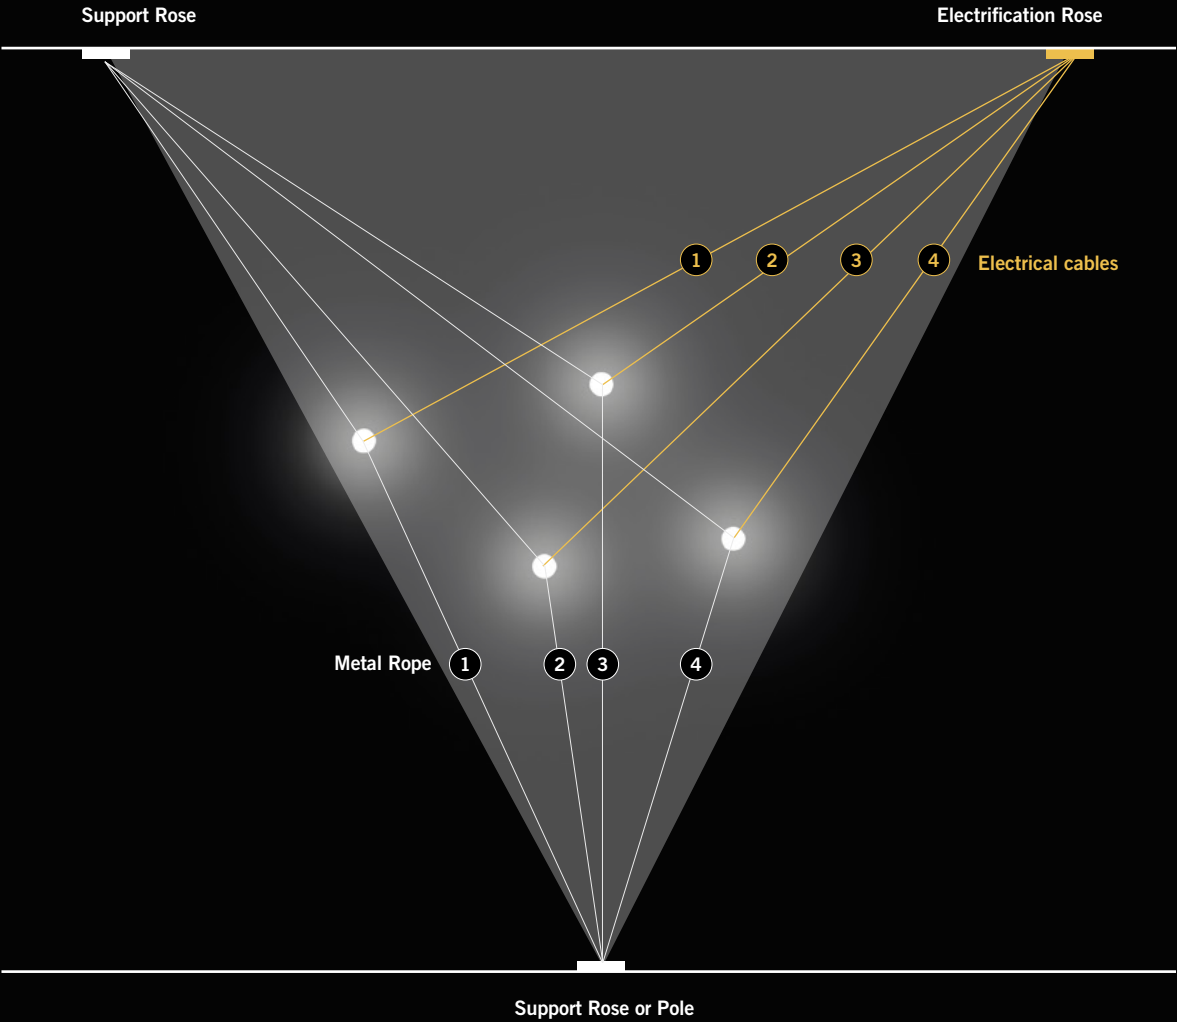 Support Rose
Electrification Rose
1
2
3
4
Electrical cables
Metal Rope
1
2
3
4
Support Rose or Pole